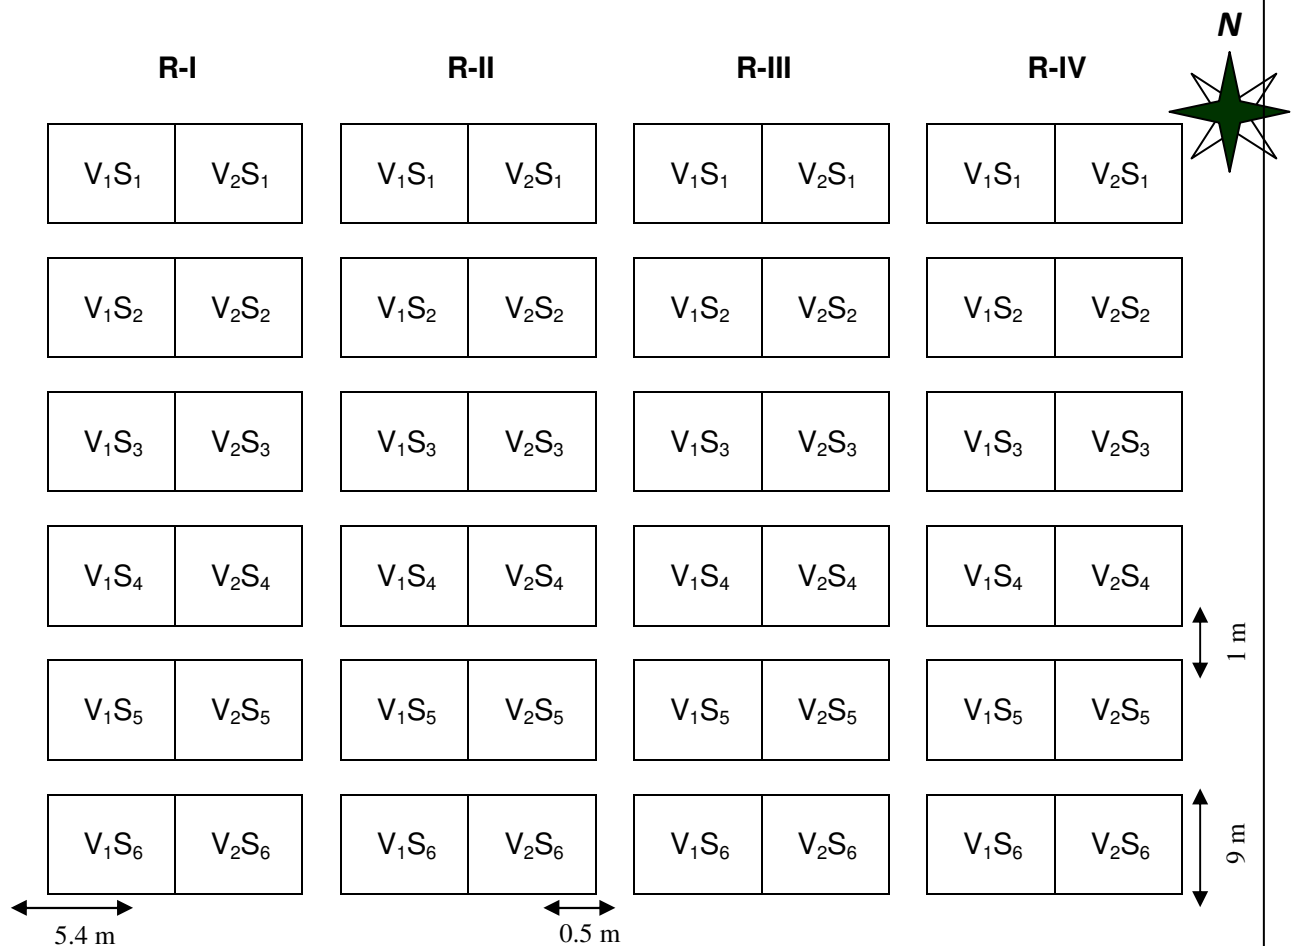 N
R-I R-II R-III R-IV
V₁S₁ V₂S₁ V₁S₁ V₂S₁ V₁S₁ V₂S₁ V₁S₁ V₂S₁
V₁S₂ V₂S₂ V₁S₂ V₂S₂ V₁S₂ V₂S₂ V₁S₂ V₂S₂
V₁S₃ V₂S₃ V₁S₃ V₂S₃ V₁S₃ V₂S₃ V₁S₃ V₂S₃
V₁S₄ V₂S₄ V₁S₄ V₂S₄ V₁S₄ V₂S₄ V₁S₄ V₂S₄
1 m
V₁S₅ V₂S₅ V₁S₅ V₂S₅ V₁S₅ V₂S₅ V₁S₅ V₂S₅
V₁S₆ V₂S₆ V₁S₆ V₂S₆ V₁S₆ V₂S₆ V₁S₆ V₂S₆
9 m
5.4 m 0.5 m